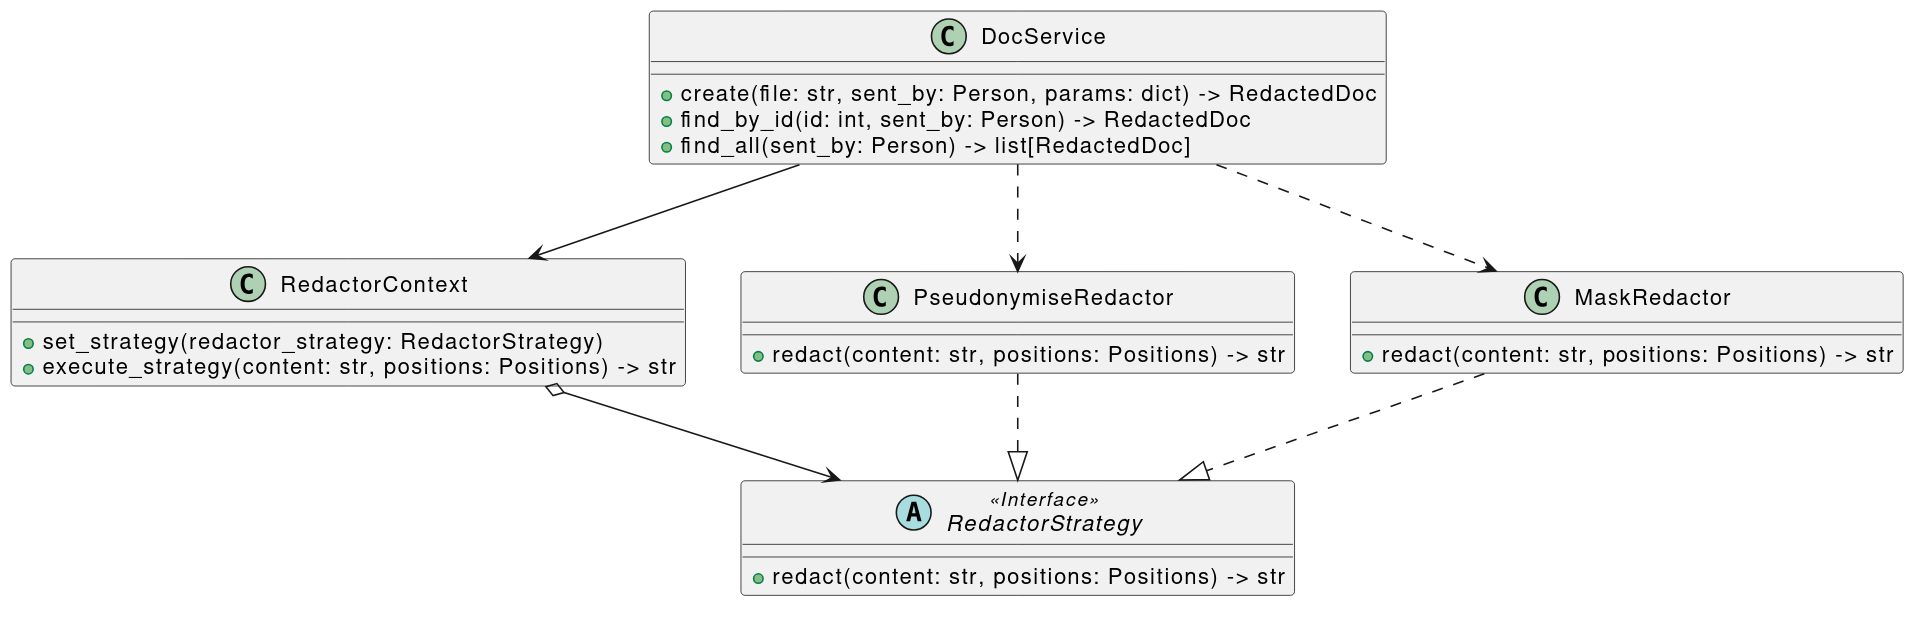 C DocService
create(file: str, sent_by: Person, params: dict) -> RedactedDoc
find_by_id(id: int, sent_by: Person) -> RedactedDoc
find_all(sent_by: Person) -> list[RedactedDoc]
C RedactorContext
set_strategy(redactor_strategy: RedactorStrategy)
execute_strategy(content: str, positions: Positions) -> str
C PseudonymiseRedactor
redact(content: str, positions: Positions) -> str
C MaskRedactor
redact(content: str, positions: Positions) -> str
«Interface»
A RedactorStrategy
redact(content: str, positions: Positions) -> str